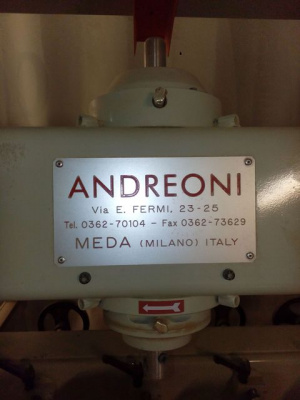 ANDREONI
Via E. FERMI, 23-25
Tel. 0362-70104 - Fax 0362-73629
MEDA (MILANO) ITALY